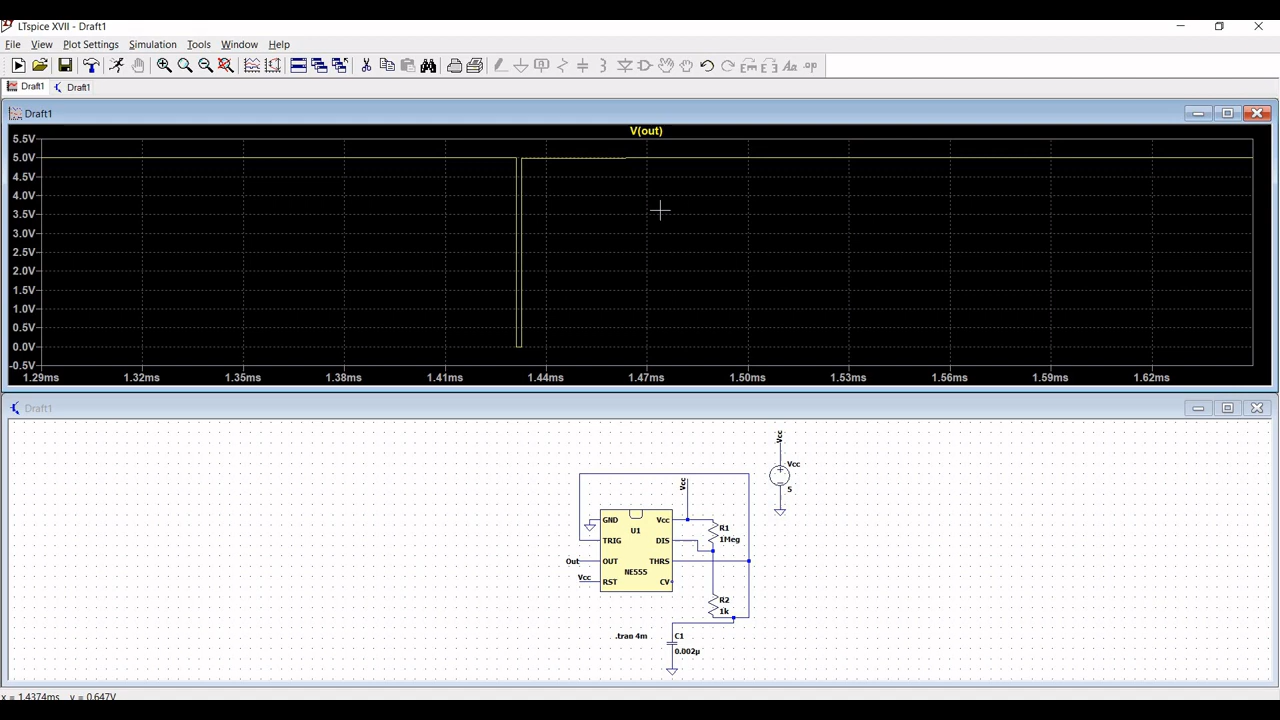 LTspice XVII - Draft1
File View Plot Settings Simulation Tools Window Help
Draft1 Draft1
Draft1
V(out)
5.5V
5.0V
4.5V
4.0V
3.5V
3.0V
2.5V
2.0V
1.5V
1.0V
0.5V
0.0V
-0.5V
1.29ms 1.32ms 1.35ms 1.38ms 1.41ms 1.44ms 1.47ms 1.50ms 1.53ms 1.56ms 1.59ms 1.62ms
Draft1
Vcc
Vcc
5
Vcc
GND Vcc
U1
R1
1Meg
TRIG DIS
Out OUT THRS
NE555
Vcc RST CV
R2
1k
.tran 4m
C1
0.002µ
x = 1.4374ms y = 0.647V